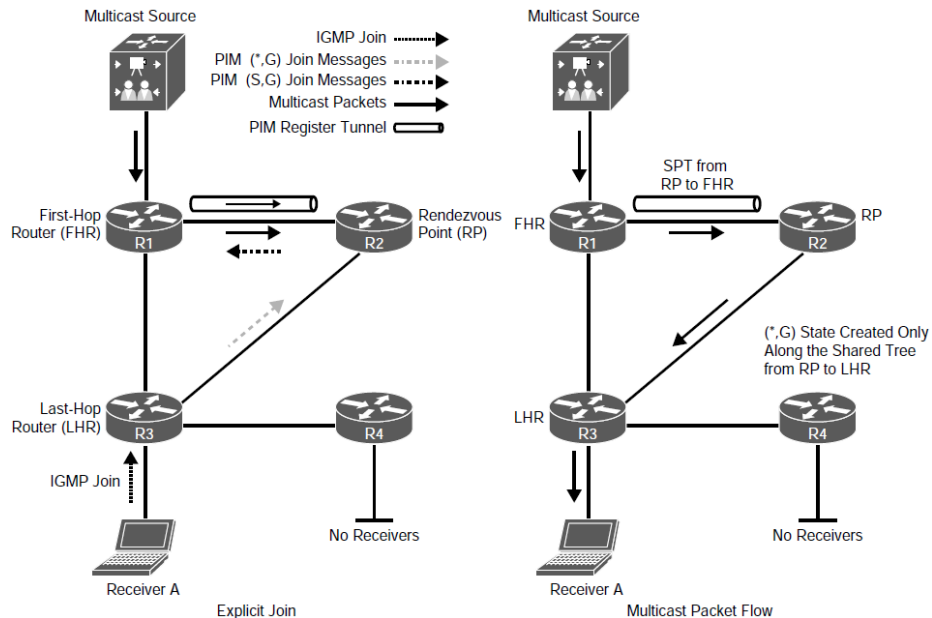 Multicast Source
IGMP Join
PIM (*,G) Join Messages
PIM (S,G) Join Messages
Multicast Packets
PIM Register Tunnel
First-Hop
Router (FHR)
R1
Rendezvous
Point (RP)
R2
Last-Hop
Router (LHR)
R3
R4
IGMP Join
No Receivers
Receiver A
Explicit Join
Multicast Source
SPT from
RP to FHR
FHR
R1
RP
R2
(*,G) State Created Only
Along the Shared Tree
from RP to LHR
LHR
R3
R4
No Receivers
Receiver A
Multicast Packet Flow